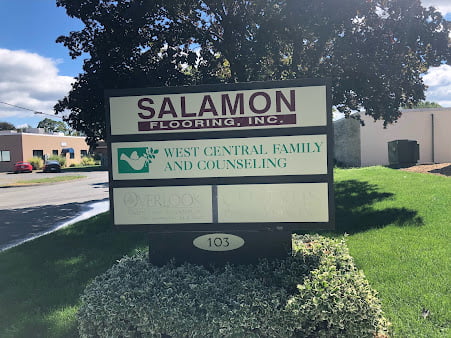 SALAMON
FLOORING, INC.
WEST CENTRAL FAMILY
AND COUNSELING
OVERLOOK
103